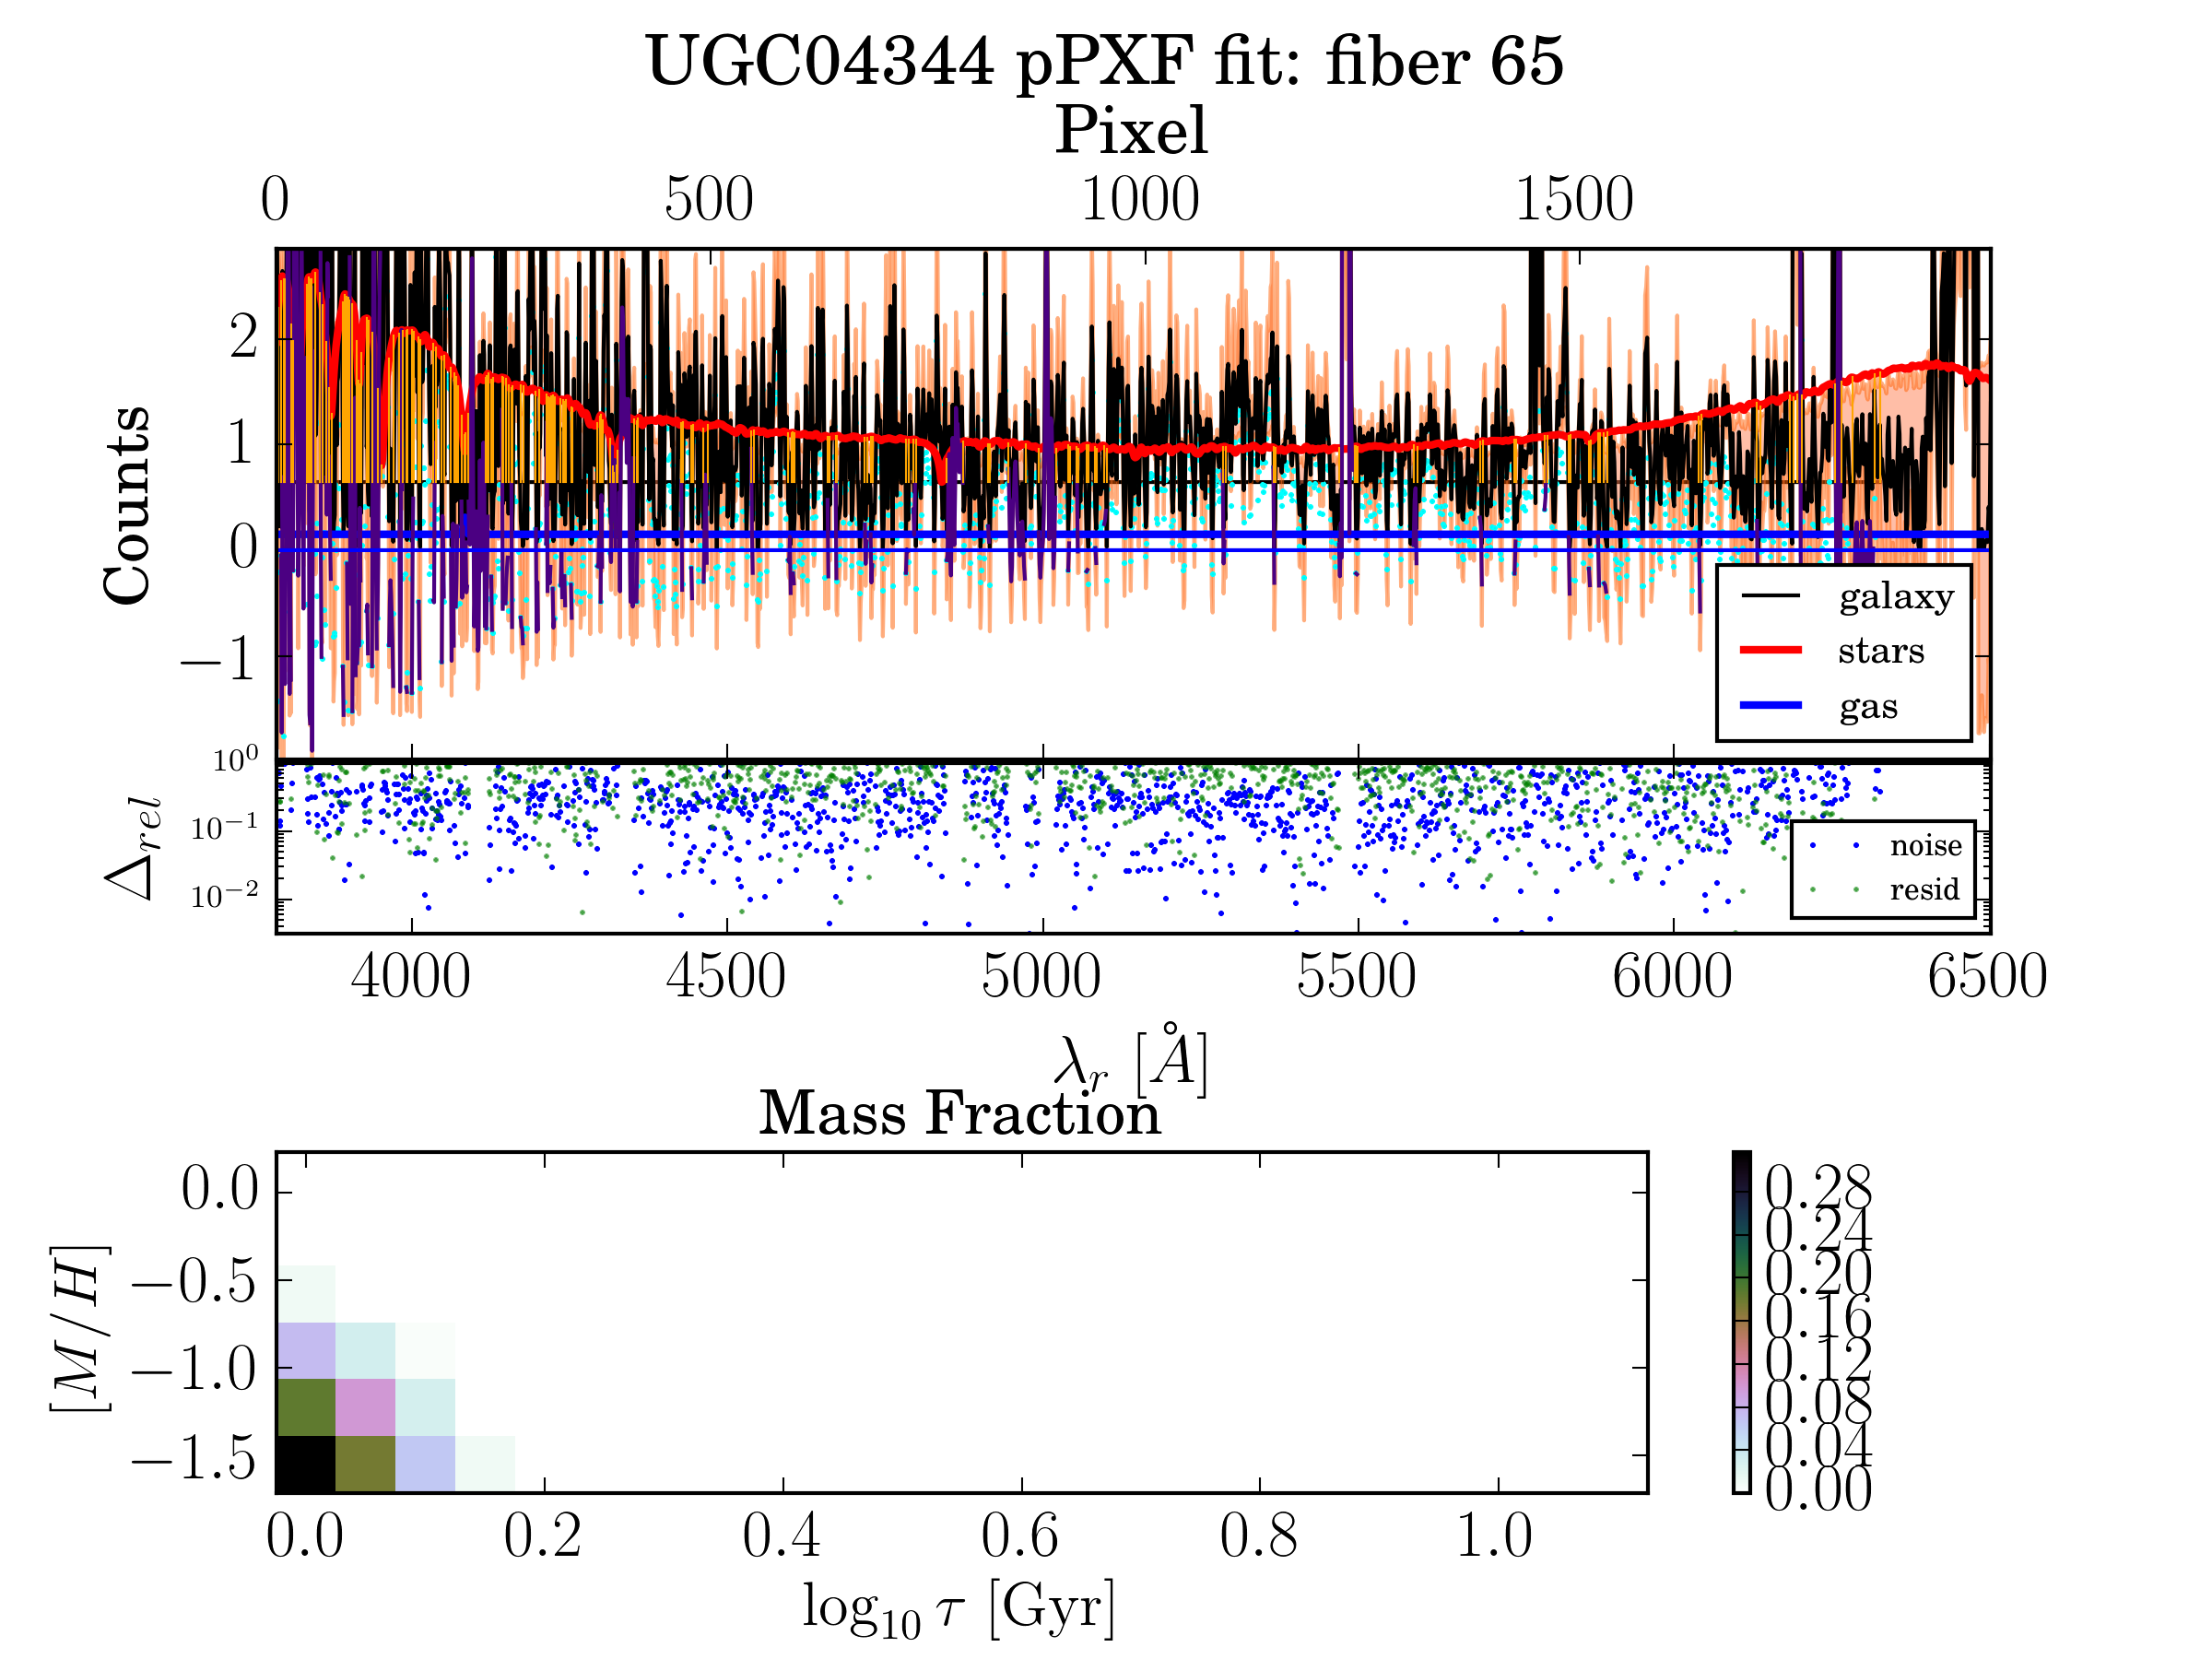 UGC04344 pPXF fit: fiber 65
Pixel
0 500 1000 1500
Counts
2
1
0
−1
galaxy
stars
gas
Δrel
10⁰
10⁻¹
10⁻²
noise
resid
4000 4500 5000 5500 6000 6500
λr [Å]
Mass Fraction
[M/H]
0.0
−0.5
−1.0
−1.5
0.0 0.2 0.4 0.6 0.8 1.0
log₁₀ τ [Gyr]
0.28
0.24
0.20
0.16
0.12
0.08
0.04
0.00